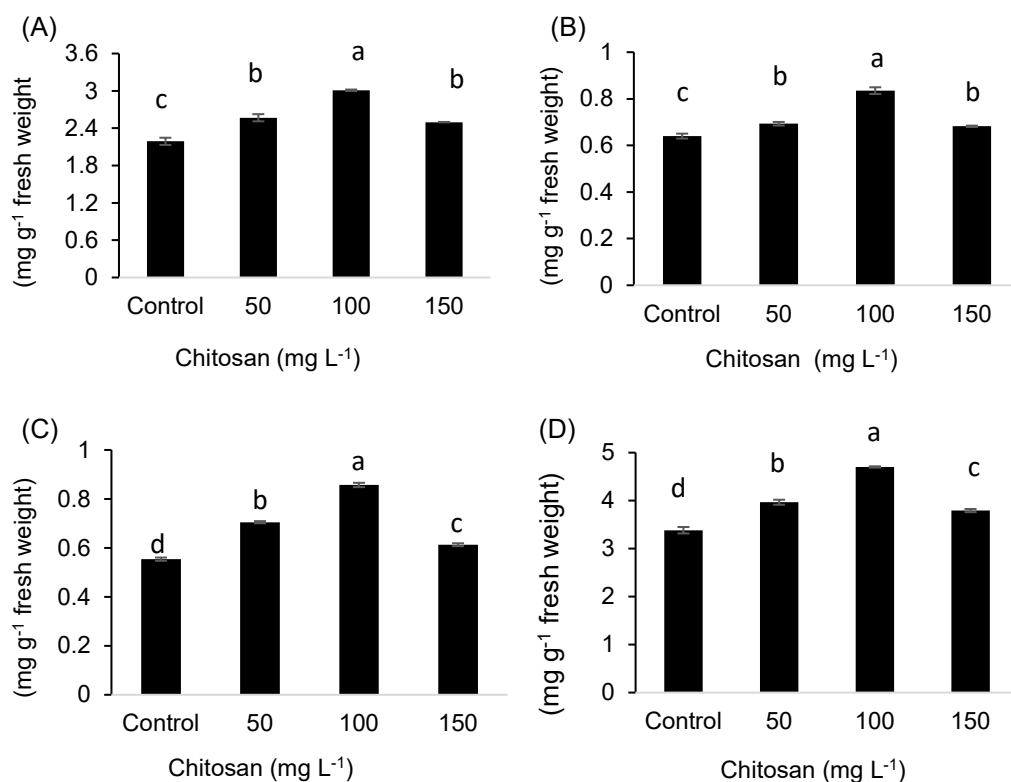 (A)
(mg g⁻¹ fresh weight
3.6
3
2.4
1.8
1.2
0.6
0
c
b
a
b
Control 50 100 150
Chitosan (mg L⁻¹)
(B)
(mg g⁻¹ fresh weight)
1
0.8
0.6
0.4
0.2
0
c
b
a
b
Control 50 100 150
Chitosan (mg L⁻¹)
(C)
(mg g⁻¹ fresh weight)
1
0.8
0.6
0.4
0.2
0
d
b
a
c
Control 50 100 150
Chitosan (mg L⁻¹)
(D)
(mg g⁻¹ fresh weight)
5
4
3
2
1
0
d
b
a
c
Control 50 100 150
Chitosan (mg L⁻¹)